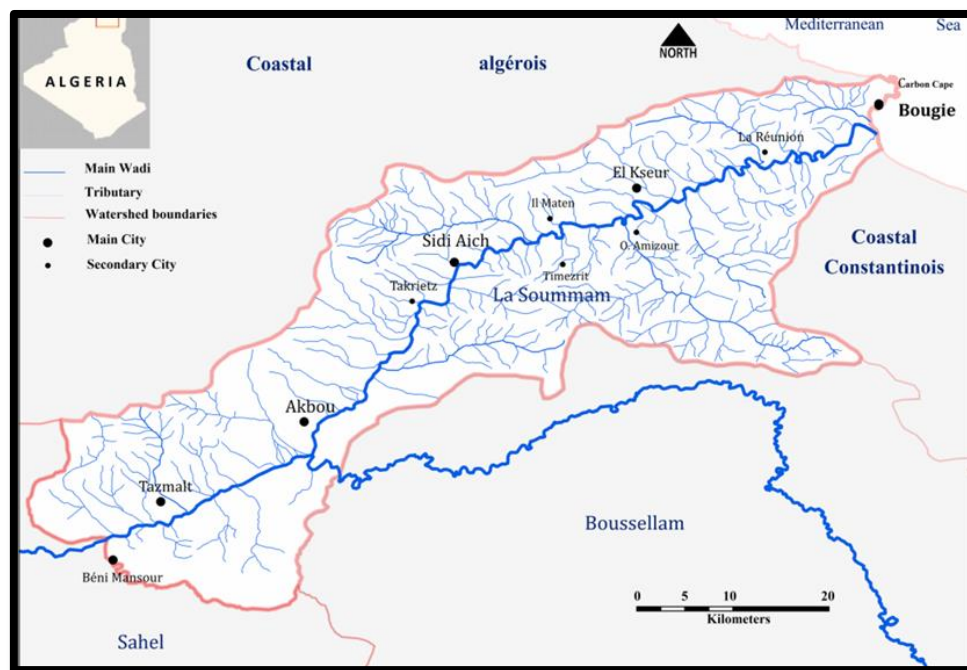 Mediterranean Sea
ALGERIA
Coastal algérois
NORTH
Carbon Cape
Bougie
Main Wadi
Tributary
Watershed boundaries
Main City
Secondary City
La Réunion
El Kseur
Il Maten
O. Amizour
Sidi Aich
Timezrit
Takrietz
La Soummam
Coastal
Constantinois
Akbou
Tazmalt
Béni Mansour
Boussellam
Sahel
0 5 10 20
Kilometers